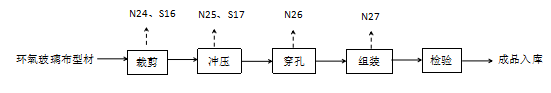 N24、S16
N25、S17
N26
N27
环氧玻璃布型材
裁剪
冲压
穿孔
组装
检验
成品入库